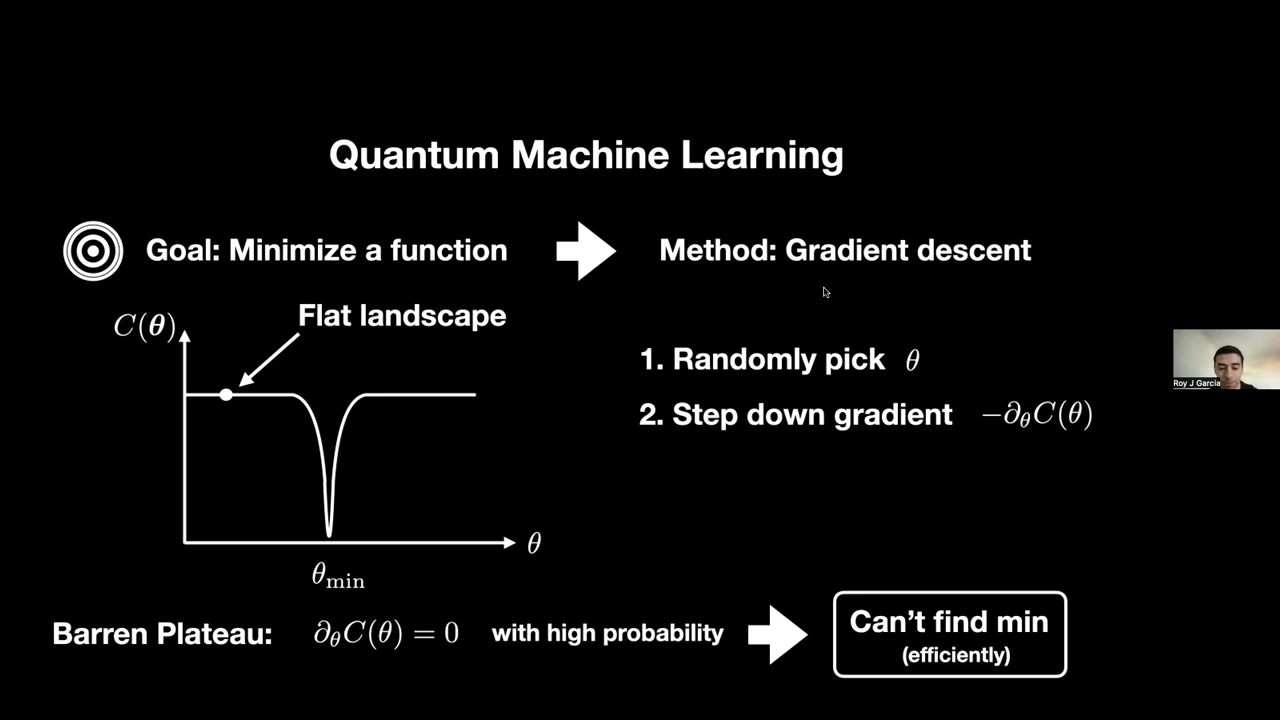 Quantum Machine Learning
Goal: Minimize a function
Method: Gradient descent
C(θ)
Flat landscape
θ
θmin
1. Randomly pick θ
2. Step down gradient −∂θC(θ)
Roy J Garcia
Barren Plateau: ∂θC(θ) = 0 with high probability
Can't find min
(efficiently)